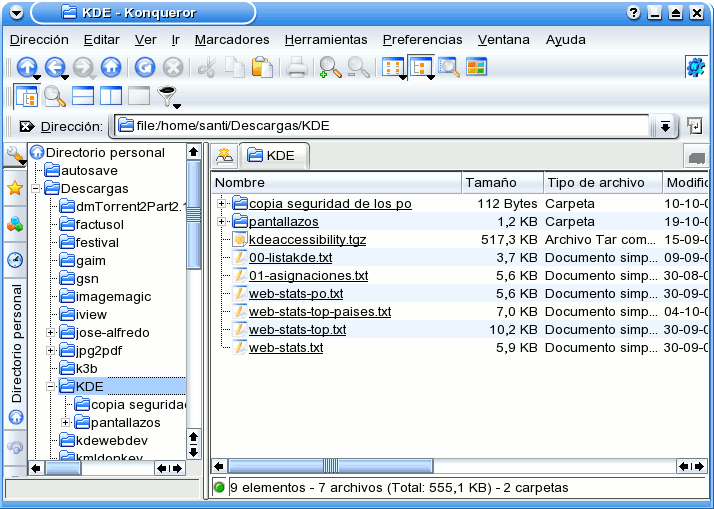 KDE - Konqueror
Dirección Editar Ver Ir Marcadores Herramientas Preferencias Ventana Ayuda
Dirección: file:/home/santi/Descargas/KDE
Directorio personal
autosave
Descargas
dmTorrent2Part2.1
factusol
festival
gaim
gsn
imagemagic
iview
jose-alfredo
jpg2pdf
k3b
KDE
copia seguridad
pantallazos
kdewebdev
kmldonkey
Directorio personal
KDE
Nombre Tamaño Tipo de archivo Modific
copia seguridad de los po 112 Bytes Carpeta 10-10-0
pantallazos 1,2 KB Carpeta 19-10-0
kdeaccessibility.tgz 517,3 KB Archivo Tar com... 15-09-0
00-listakde.txt 3,7 KB Documento simp... 09-09-0
01-asignaciones.txt 5,6 KB Documento simp... 30-08-0
web-stats-po.txt 5,6 KB Documento simp... 30-09-0
web-stats-top-paises.txt 7,0 KB Documento simp... 04-10-0
web-stats-top.txt 10,2 KB Documento simp... 30-09-0
web-stats.txt 5,9 KB Documento simp... 30-09-0
9 elementos - 7 archivos (Total: 555,1 KB) - 2 carpetas